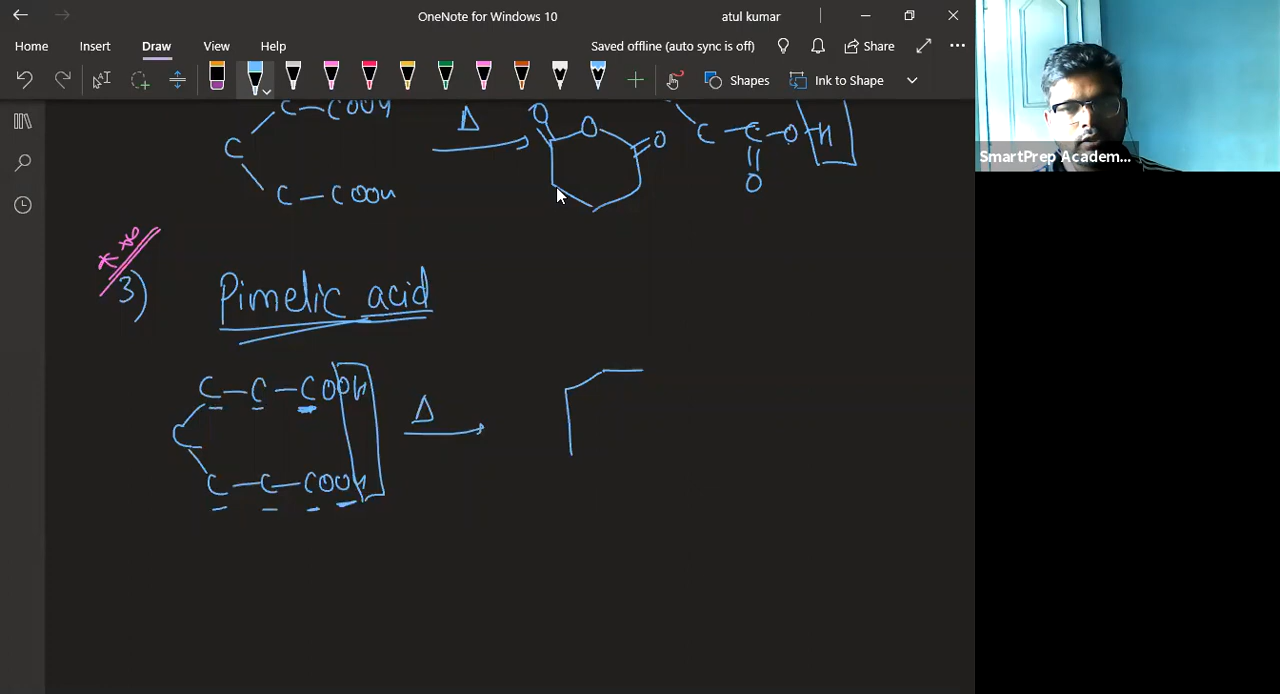 OneNote for Windows 10
atul kumar
Home Insert Draw View Help
Saved offline (auto sync is off)
Share
Shapes
Ink to Shape
SmartPrep Academ...
C - COOH
Δ
O
O
O
C
C - COOH
C - C - O - H
O
3)
Pimelic acid
C - C - COOH
Δ
C
C - C - COOH